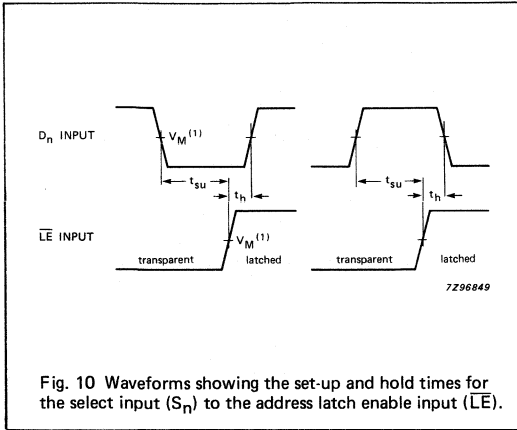 Dn INPUT
VM(1)
tsu
th
tsu
th
LE INPUT
VM(1)
transparent
latched
transparent
latched
7Z96849
Fig. 10 Waveforms showing the set-up and hold times for
the select input (Sn) to the address latch enable input (LE).